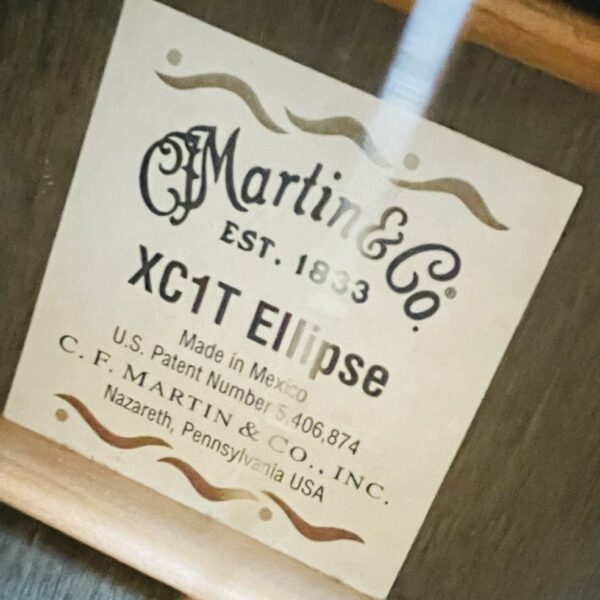 CFMartin & Co.®
EST. 1833
XC1T Ellipse
Made in Mexico
U.S. Patent Number 5,406,874
C. F. MARTIN & CO., INC.
Nazareth, Pennsylvania USA